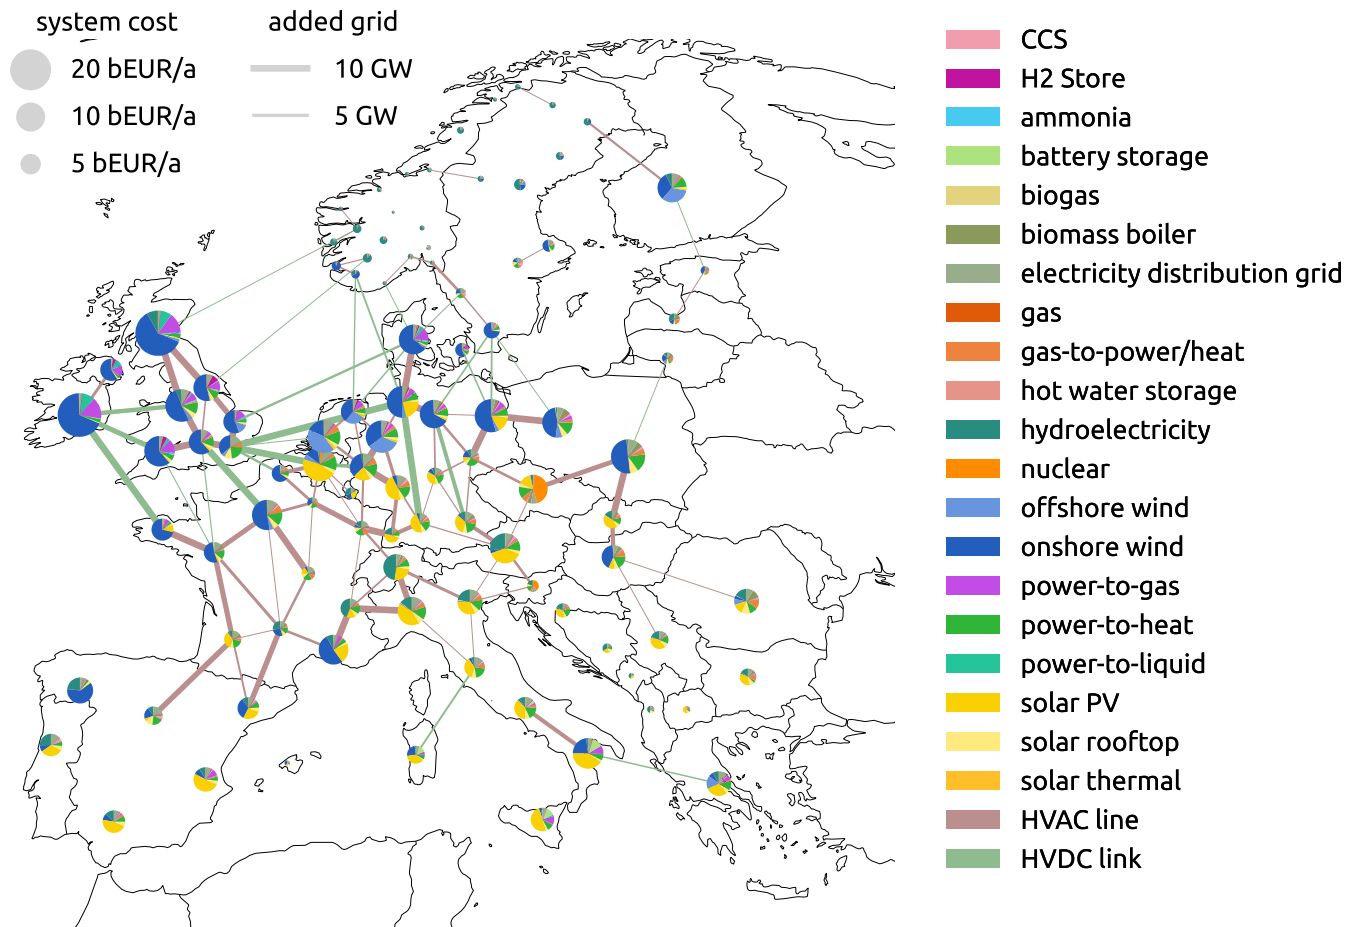 system cost
added grid
20 bEUR/a
10 GW
10 bEUR/a
5 GW
5 bEUR/a
CCS
H2 Store
ammonia
battery storage
biogas
biomass boiler
electricity distribution grid
gas
gas-to-power/heat
hot water storage
hydroelectricity
nuclear
offshore wind
onshore wind
power-to-gas
power-to-heat
power-to-liquid
solar PV
solar rooftop
solar thermal
HVAC line
HVDC link